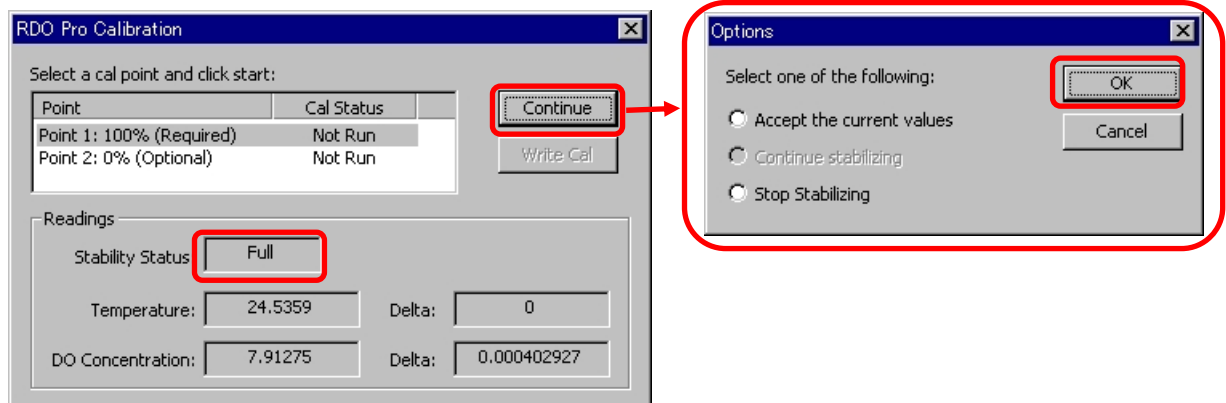 RDO Pro Calibration
Select a cal point and click start:
Point Cal Status
Point 1: 100% (Required) Not Run
Point 2: 0% (Optional) Not Run
Continue
Write Cal
Readings
Stability Status Full
Temperature: 24.5359 Delta: 0
DO Concentration: 7.91275 Delta: 0.000402927
Options
Select one of the following:
Accept the current values
Continue stabilizing
Stop Stabilizing
OK
Cancel